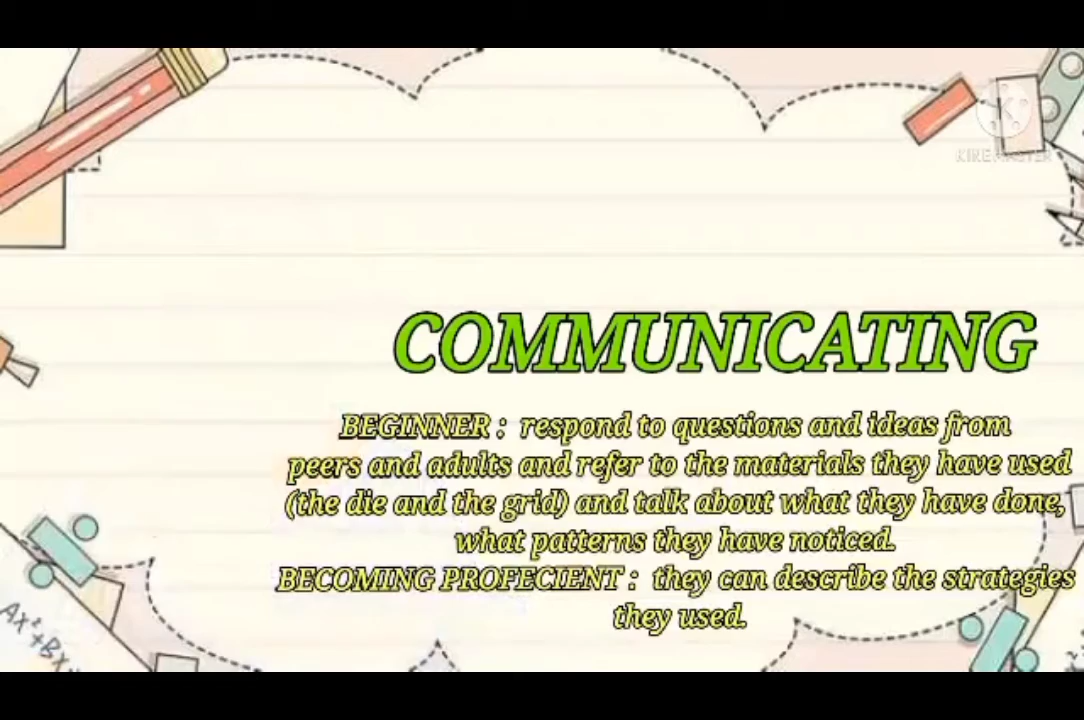 KINEMASTER
COMMUNICATING
BEGINNER : respond to questions and ideas from
peers and adults and refer to the materials they have used
(the die and the grid) and talk about what they have done,
what patterns they have noticed.
BECOMING PROFECIENT : they can describe the strategies
they used.